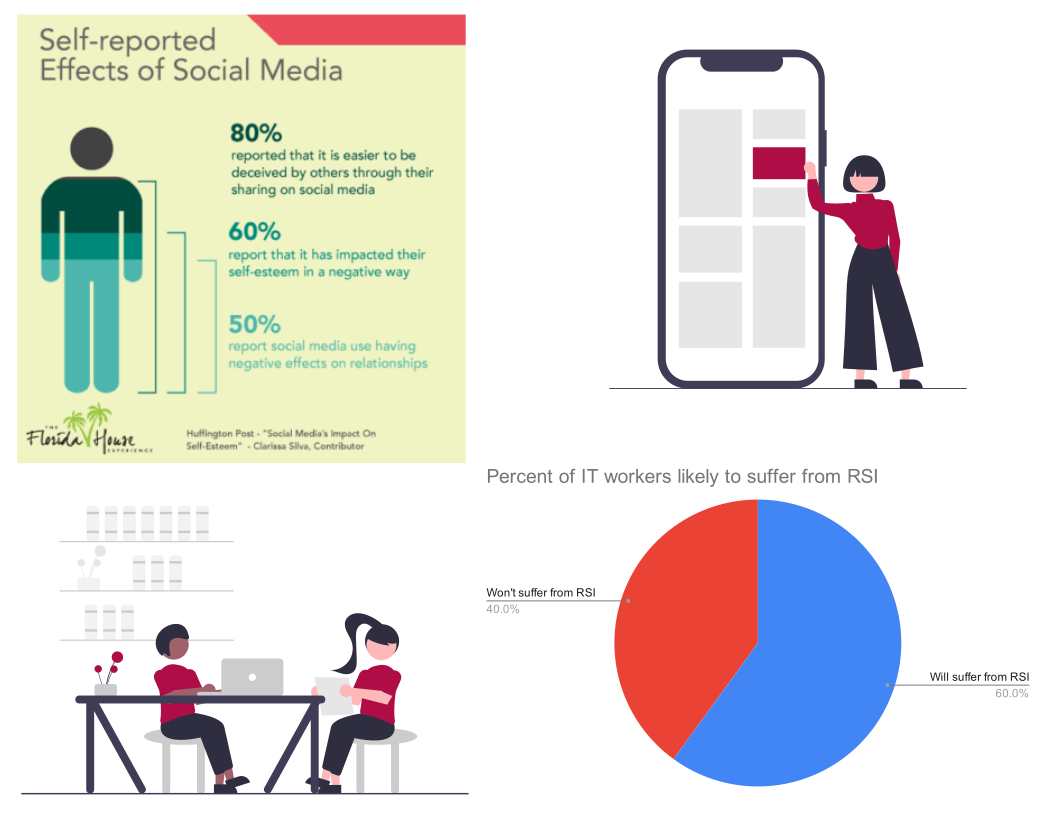 Self-reported
Effects of Social Media
80%
reported that it is easier to be
deceived by others through their
sharing on social media
60%
report that it has impacted their
self-esteem in a negative way
50%
report social media use having
negative effects on relationships
THE
Florida House
EXPERIENCE
Huffington Post - "Social Media's Impact On
Self-Esteem" - Clarissa Silva, Contributor
Percent of IT workers likely to suffer from RSI
Won't suffer from RSI
40.0%
Will suffer from RSI
60.0%